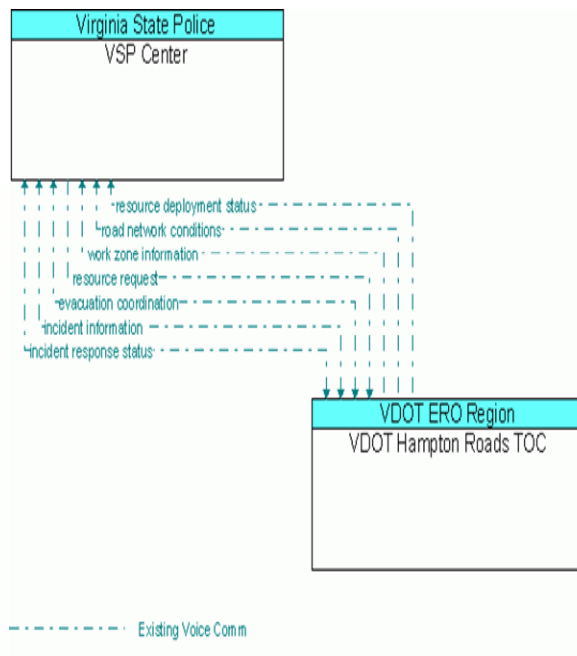 Virginia State Police
VSP Center
resource deployment status
road network conditions
work zone information
resource request
evacuation coordination
incident information
incident response status
VDOT ERO Region
VDOT Hampton Roads TOC
Existing Voice Comm